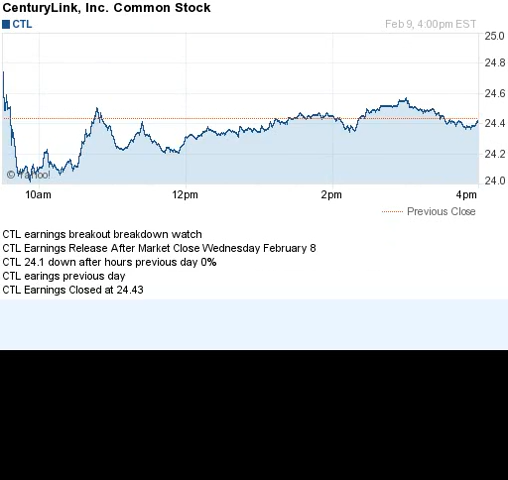 CenturyLink, Inc. Common Stock
CTL Feb 9, 4:00pm EST
25.0
24.8
24.6
24.4
24.2
24.0
© Yahoo!
10am 12pm 2pm 4pm
Previous Close
CTL earnings breakout breakdown watch
CTL Earnings Release After Market Close Wednesday February 8
CTL 24.1 down after hours previous day 0%
CTL earings previous day
CTL Earnings Closed at 24.43